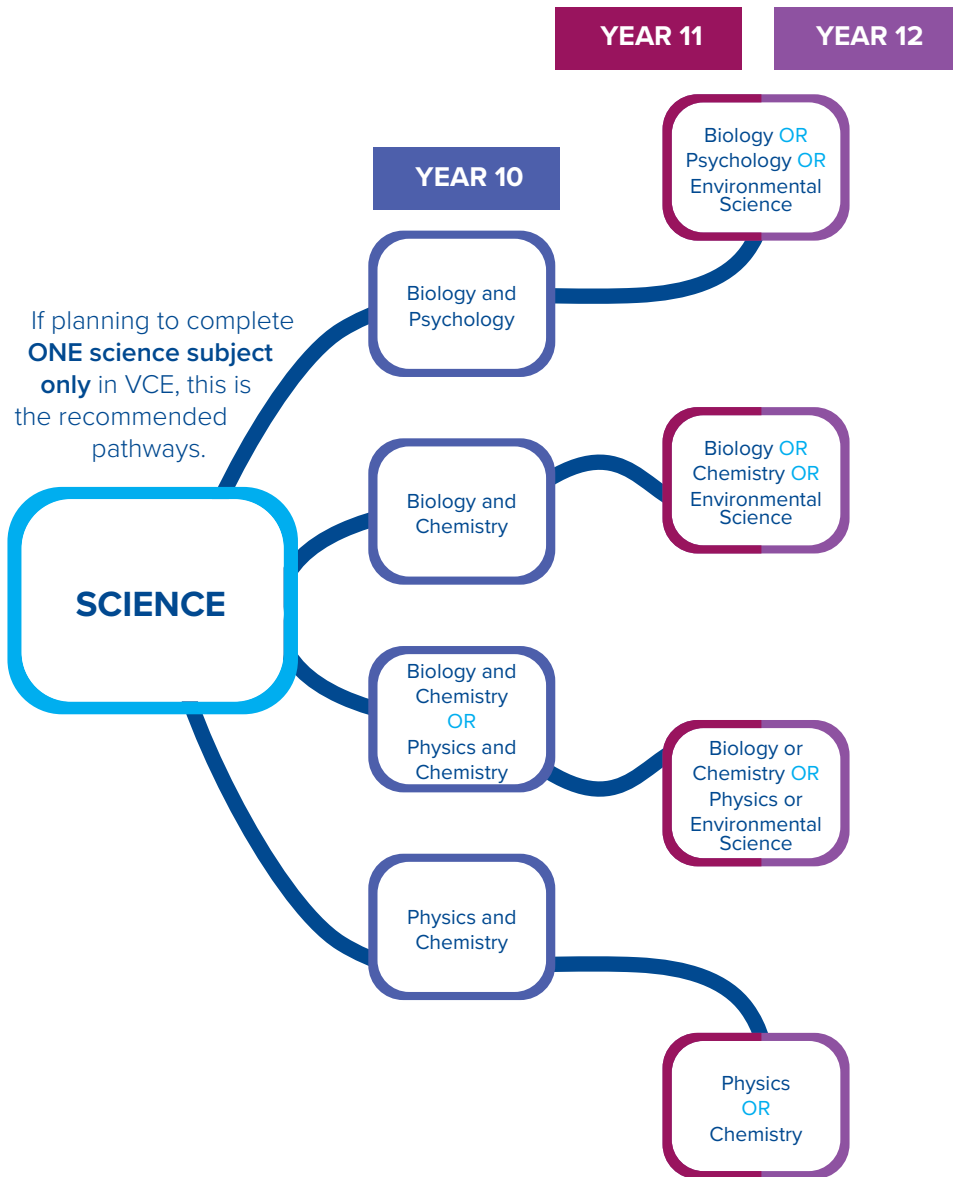 YEAR 11
YEAR 12
Biology OR
Psychology OR
Environmental
Science
YEAR 10
Biology and
Psychology
If planning to complete
ONE science subject
only in VCE, this is
the recommended
pathways.
Biology OR
Chemistry OR
Environmental
Science
Biology and
Chemistry
SCIENCE
Biology and
Chemistry
OR
Physics and
Chemistry
Biology or
Chemistry OR
Physics or
Environmental
Science
Physics and
Chemistry
Physics
OR
Chemistry